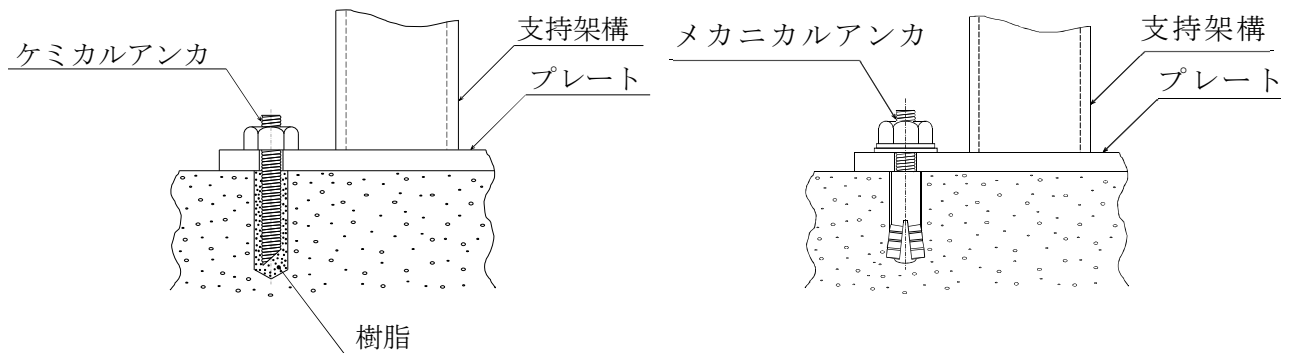 ケミカルアンカ
支持架構
プレート
樹脂
メカニカルアンカ
支持架構
プレート